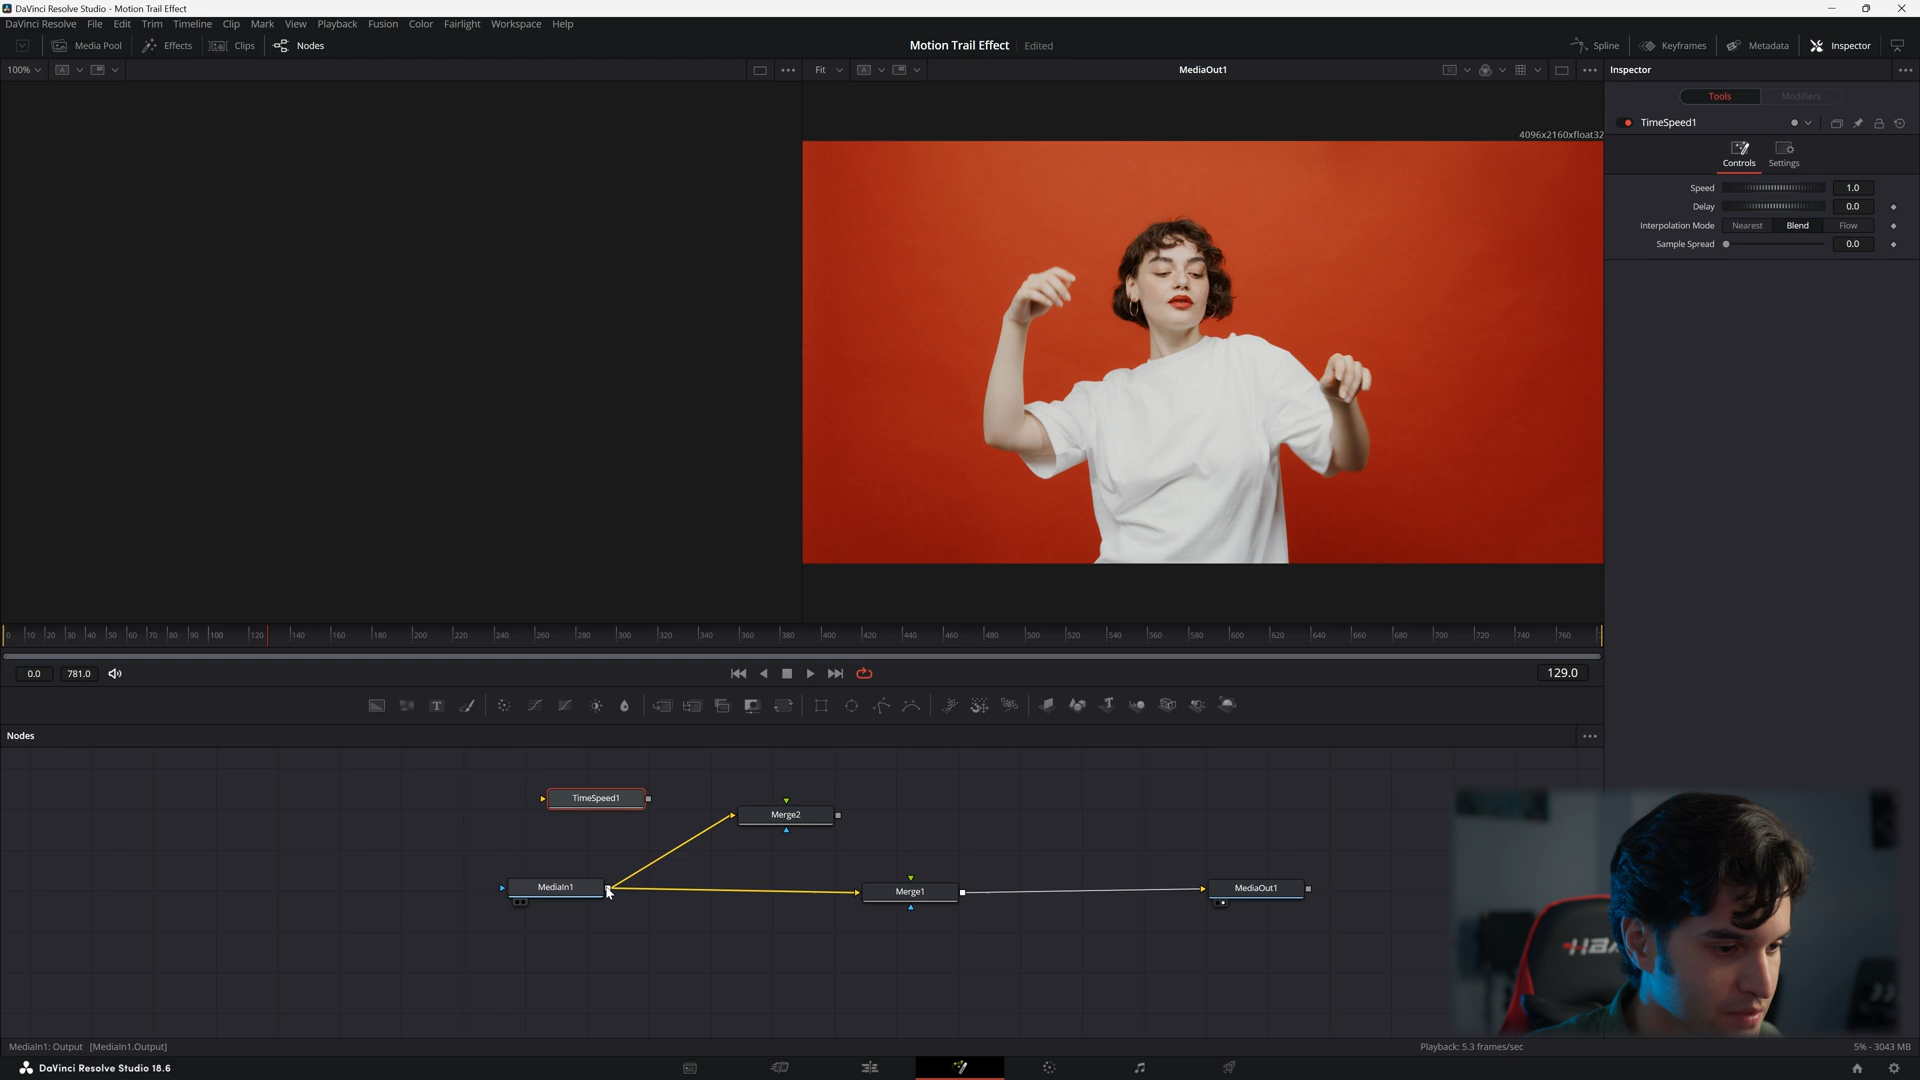 DaVinci Resolve Studio - Motion Trail Effect
DaVinci Resolve File Edit Trim Timeline Clip Mark View Playback Fusion Color Fairlight Workspace Help
Media Pool Effects Clips Nodes Motion Trail Effect Edited Spline Keyframes Metadata Inspector
100% A Fit A MediaOut1 Inspector
Tools Modifiers
TimeSpeed1
4096x2160xfloat32
Controls Settings
Speed 1.0
Delay 0.0
Interpolation Mode Nearest Blend Flow
Sample Spread 0.0
0 10 20 30 40 50 60 70 80 90 100 120 140 160 180 200 220 240 260 280 300 320 340 360 380 400 420 440 460 480 500 520 540 560 580 600 620 640 660 680 700 720 740 760
0.0 781.0 129.0
T
Nodes
TimeSpeed1
Merge2
MediaIn1
Merge1
MediaOut1
MediaIn1: Output [MediaIn1.Output] Playback: 5.3 frames/sec 5% - 3043 MB
DaVinci Resolve Studio 18.6